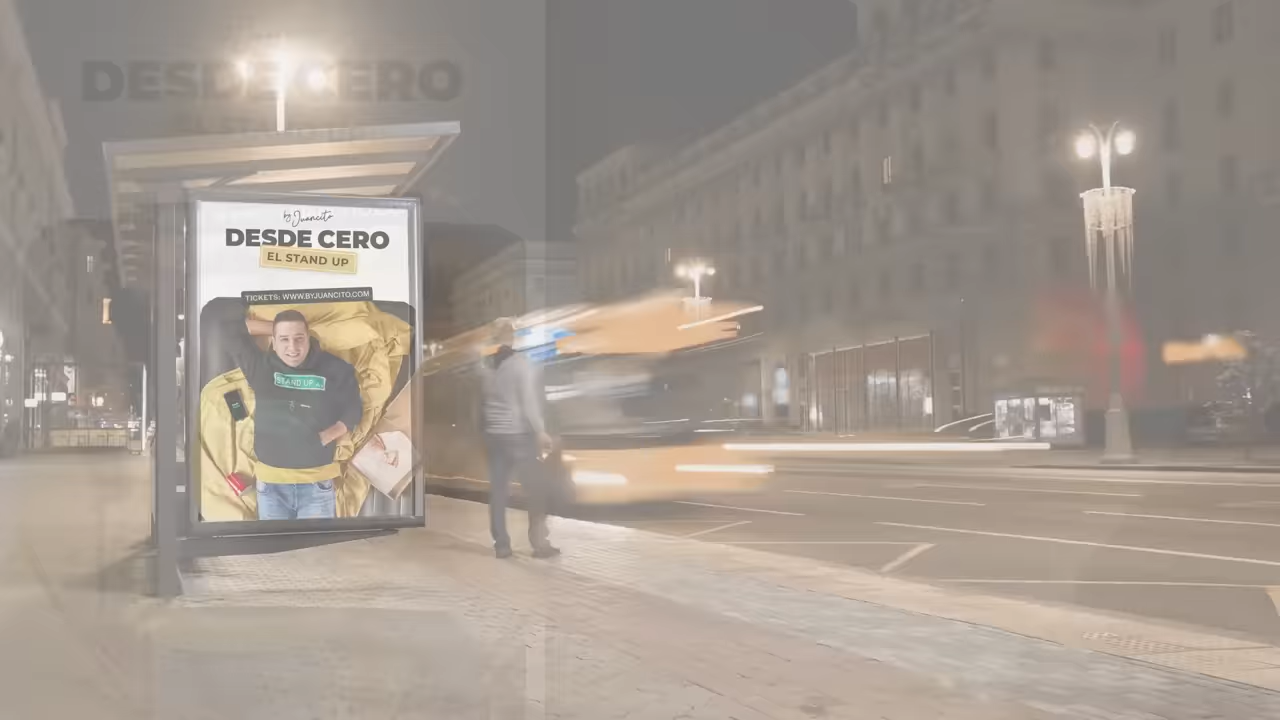 DESDE CERO
by Juancito
DESDE CERO
EL STAND UP
TICKETS: WWW.BYJUANCITO.COM
STAND UP